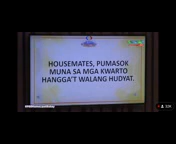 HOUSEMATES, PUMASOK
MUNA SA MGA KWARTO
HANGGA'T WALANG HUDYAT.